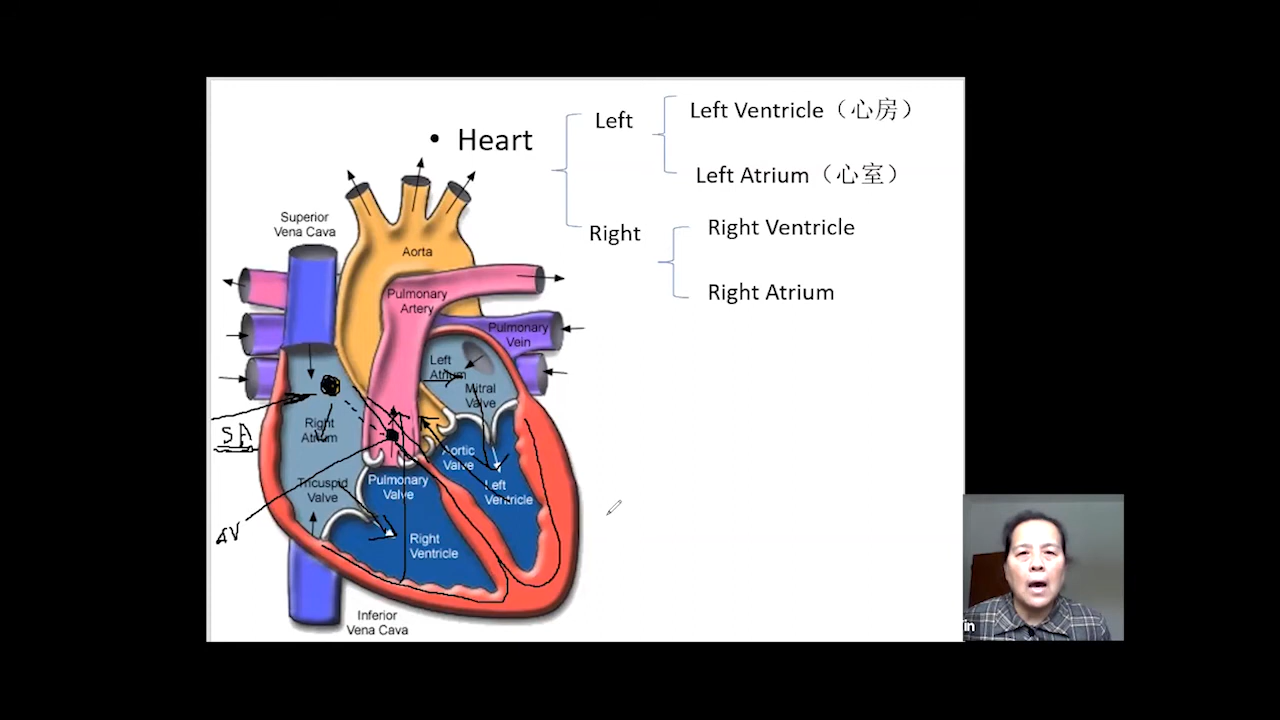 • Heart
Left
Left Ventricle（心房）
Left Atrium（心室）
Right
Right Ventricle
Right Atrium
Superior
Vena Cava
Aorta
Pulmonary
Artery
Pulmonary
Vein
Left
Atrium
Mitral
Valve
Right
Atrium
SA
Aortic
Valve
Tricuspid
Valve
Pulmonary
Valve
Left
Ventricle
AV
Right
Ventricle
Inferior
Vena Cava
in